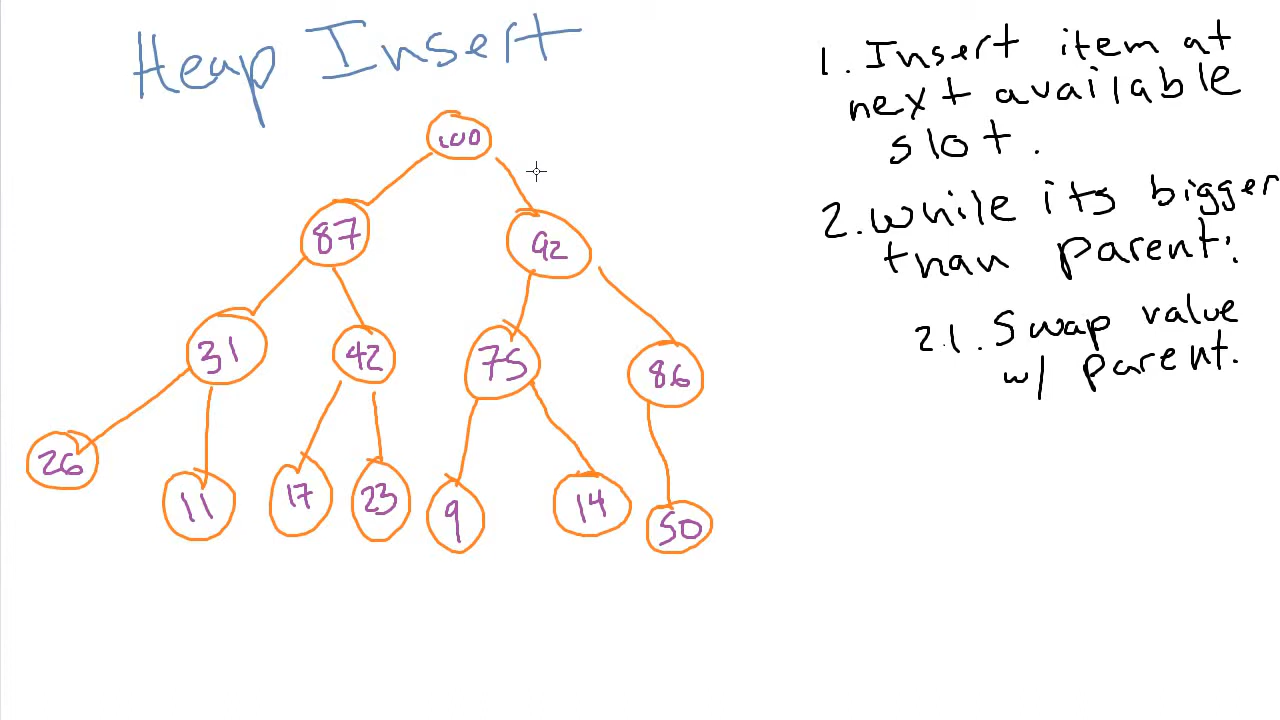 Heap Insert
1. Insert item at
next available
slot.
2. While its bigger
than parent:
2.1. Swap value
w/ parent.
100
87
92
31
42
75
86
26
11
17
23
9
14
50